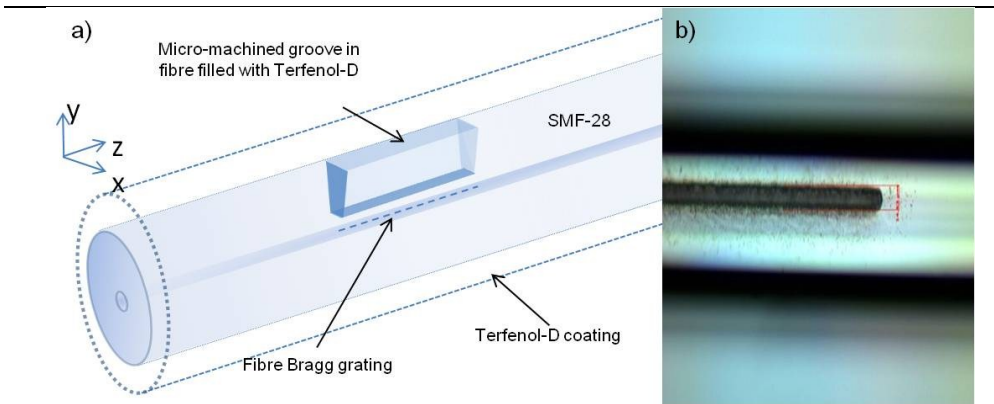 a)
Micro-machined groove in
fibre filled with Terfenol-D
y
z
x
SMF-28
Terfenol-D coating
Fibre Bragg grating
b)